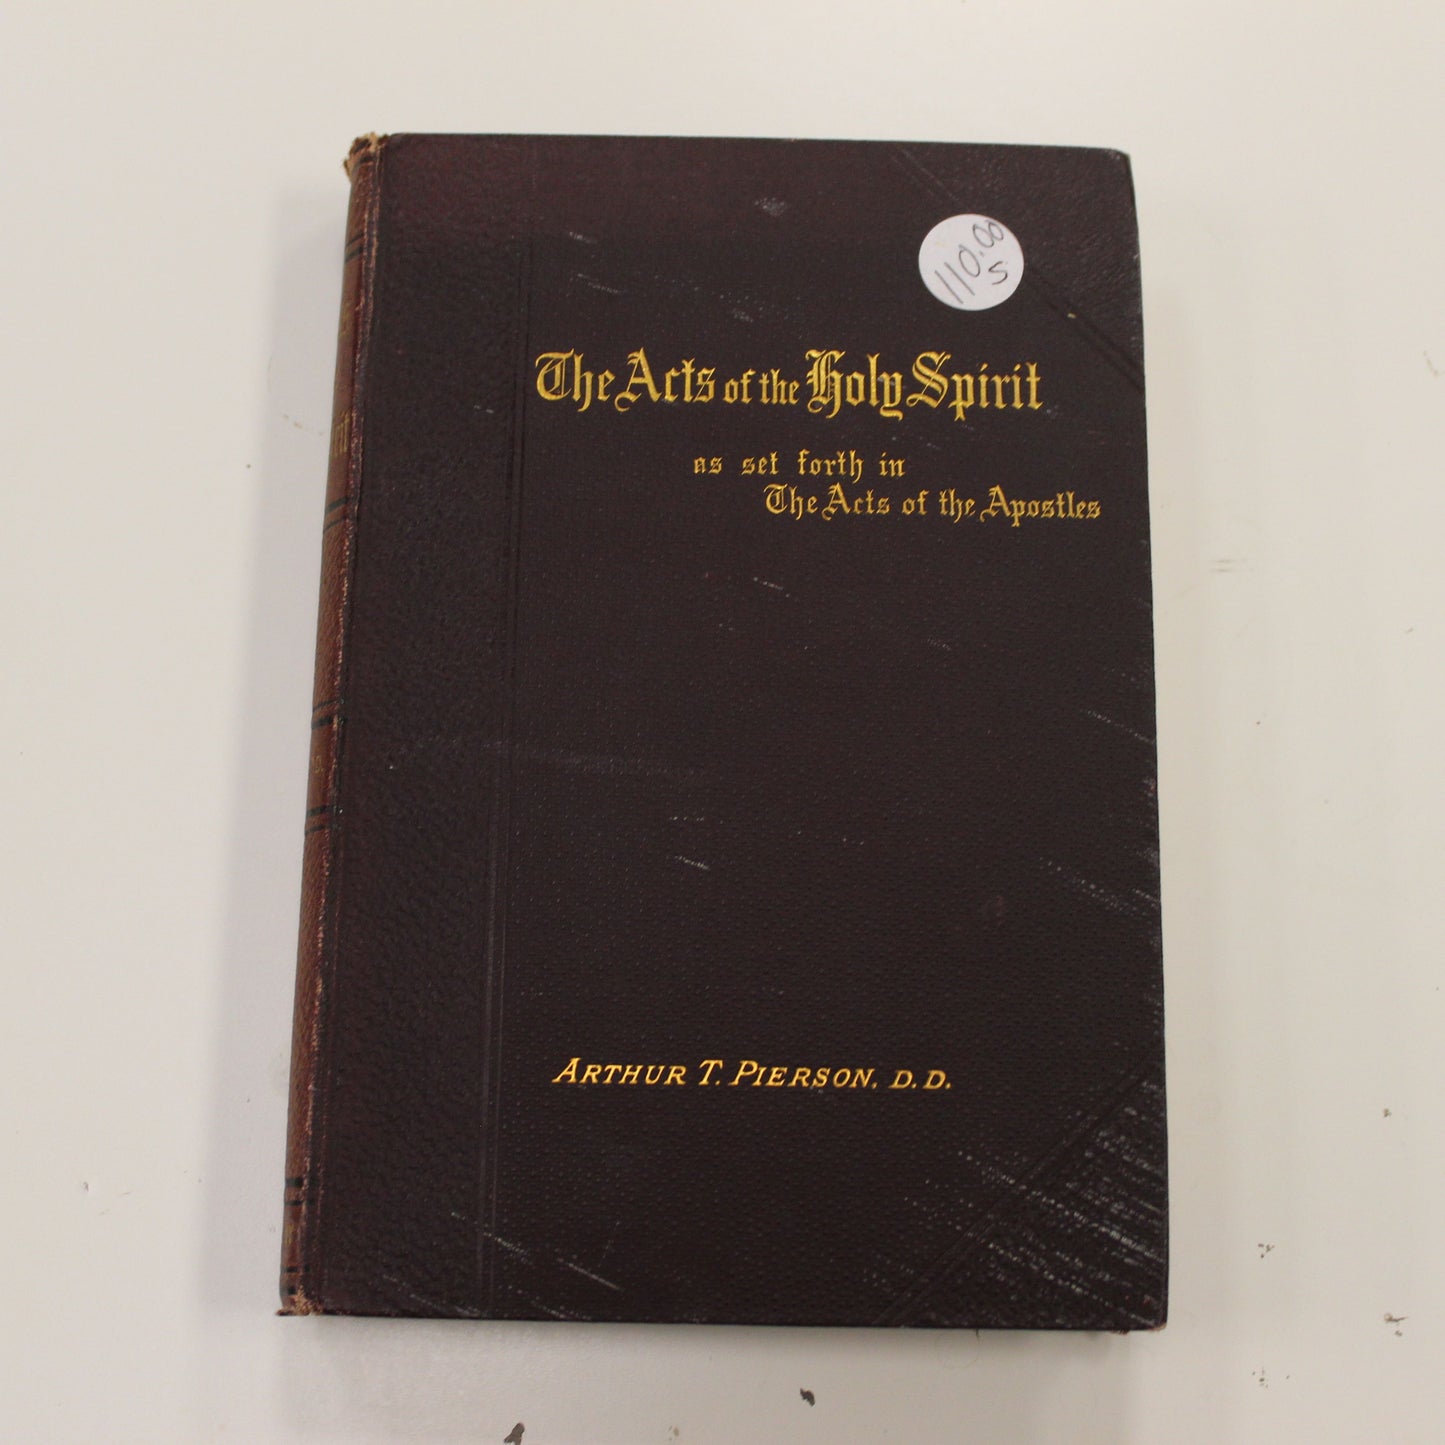 110.00
S
The Acts of the Holy Spirit
as set forth in
The Acts of the Apostles
ARTHUR T. PIERSON, D.D.